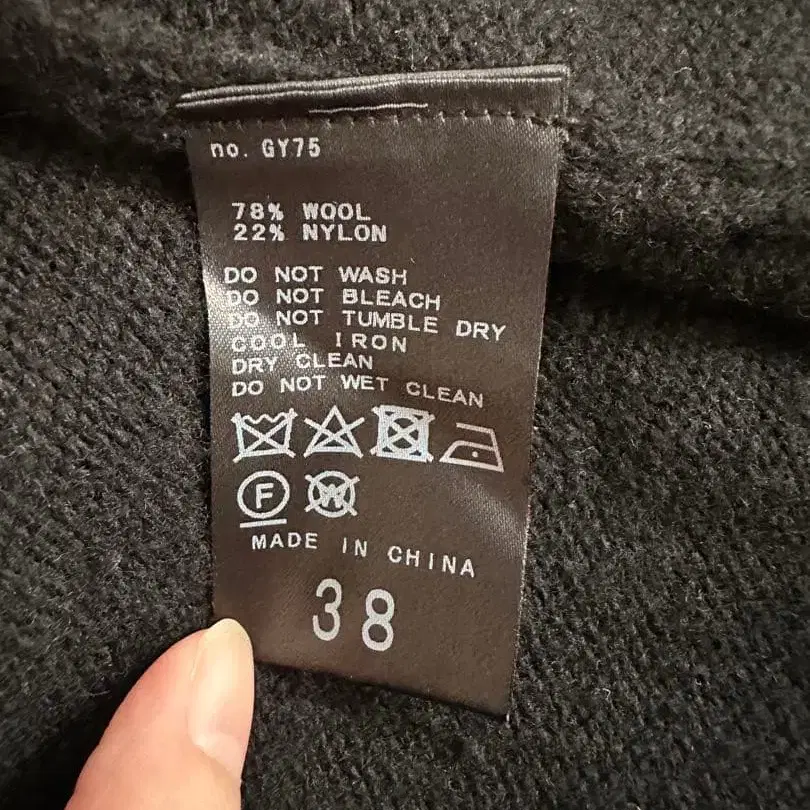 no. GY75
78% WOOL
22% NYLON
DO NOT WASH
DO NOT BLEACH
DO NOT TUMBLE DRY
COOL IRON
DRY CLEAN
DO NOT WET CLEAN
F W
MADE IN CHINA
38